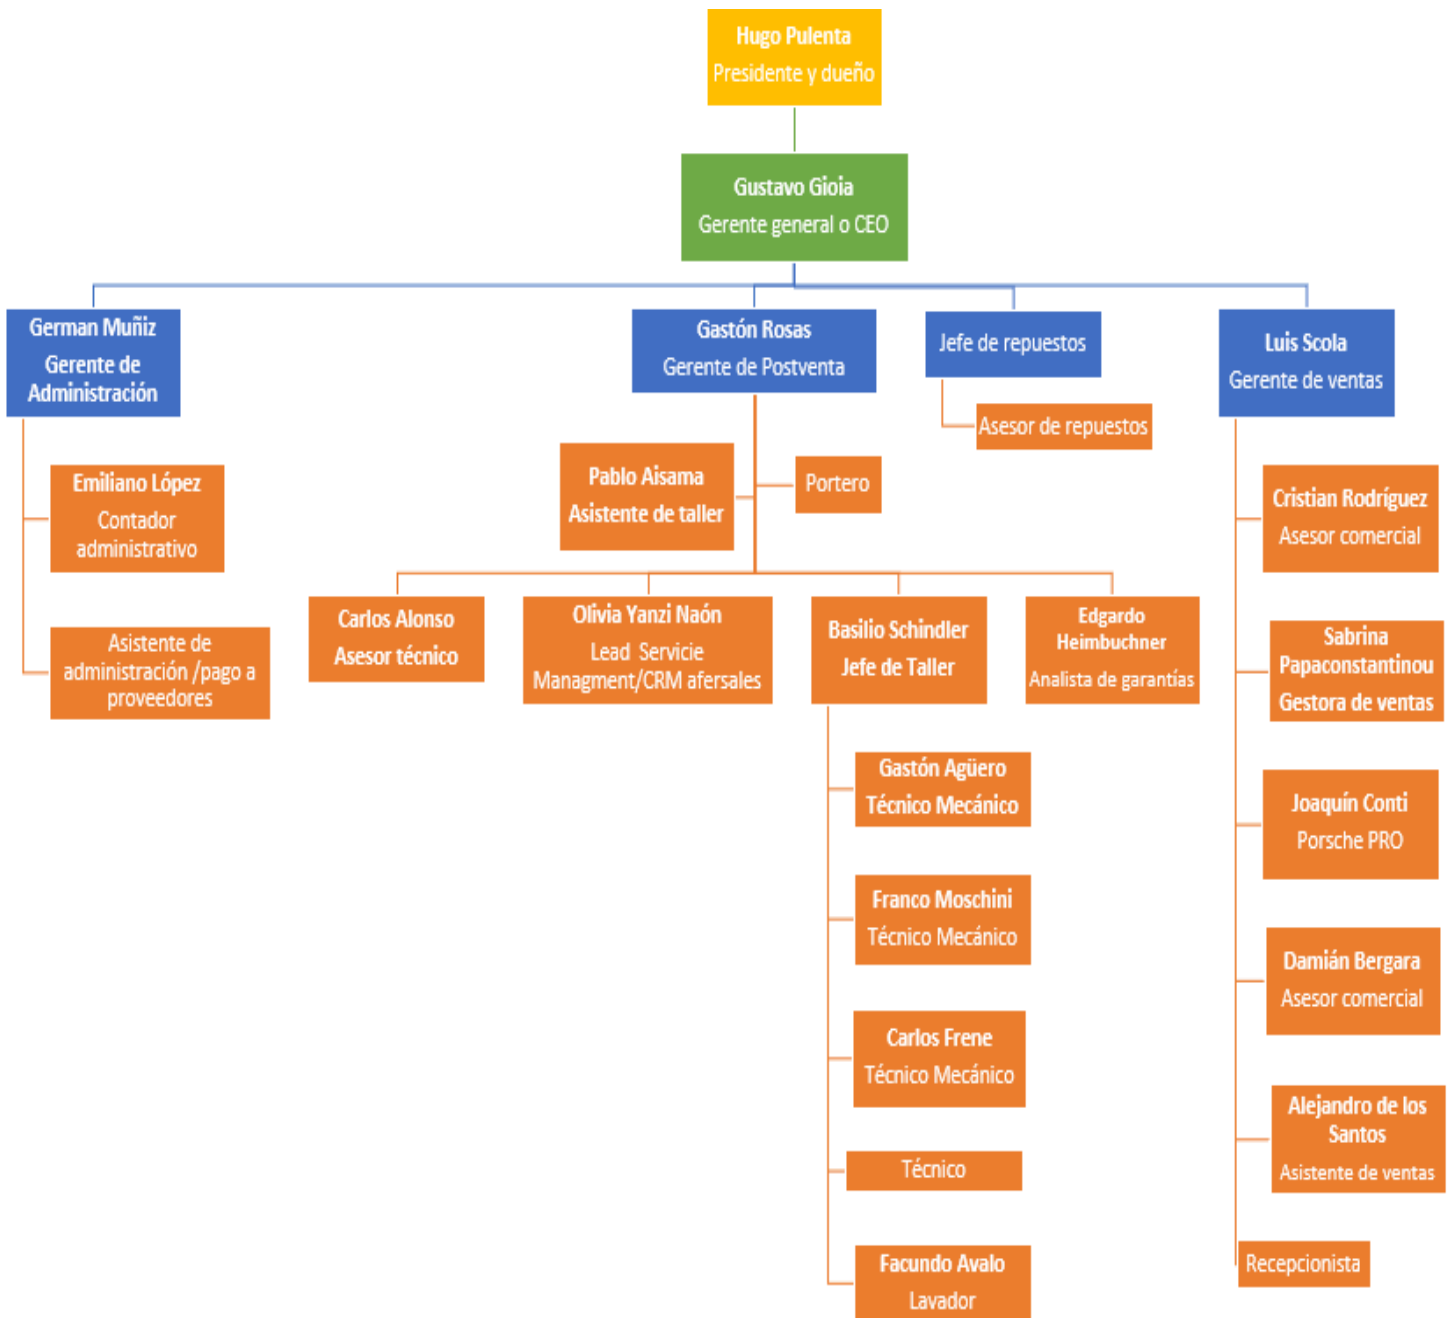 Hugo Pulenta
Presidente y dueño
Gustavo Gioia
Gerente general o CEO
German Muñiz
Gerente de
Administración
Gastón Rosas
Gerente de Postventa
Jefe de repuestos
Luis Scola
Gerente de ventas
Asesor de repuestos
Emiliano López
Contador
administrativo
Asistente de
administración /pago a
proveedores
Pablo Aisama
Asistente de taller
Portero
Carlos Alonso
Asesor técnico
Olivia Yanzi Naón
Lead Servicie
Managment/CRM afersales
Basilio Schindler
Jefe de Taller
Edgardo
Heimbuchner
Analista de garantías
Gastón Agüero
Técnico Mecánico
Franco Moschini
Técnico Mecánico
Carlos Frene
Técnico Mecánico
Técnico
Facundo Avalo
Lavador
Cristian Rodríguez
Asesor comercial
Sabrina
Papaconstantinou
Gestora de ventas
Joaquín Conti
Porsche PRO
Damián Bergara
Asesor comercial
Alejandro de los
Santos
Asistente de ventas
Recepcionista